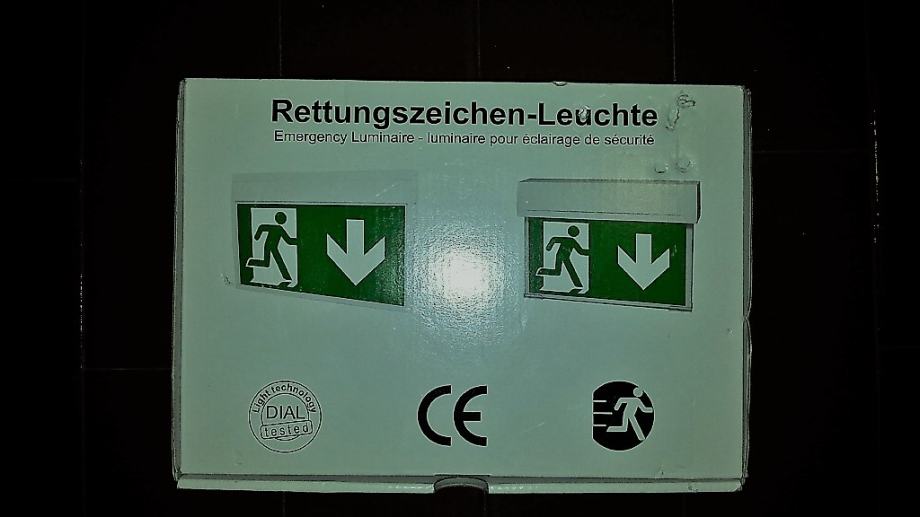 Rettungszeichen-Leuchte
Emergency Luminaire - luminaire pour éclairage de sécurité
Light technology
DIAL
tested
CE